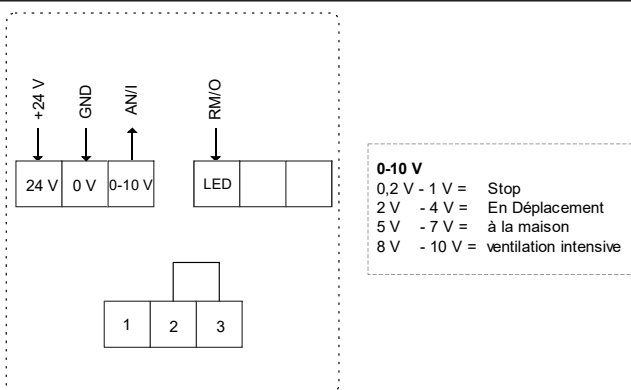 +24 V
GND
AN/I
RM/O
24 V
0 V
0-10 V
LED
1
2
3
0-10 V
0,2 V - 1 V = Stop
2 V - 4 V = En Déplacement
5 V - 7 V = à la maison
8 V - 10 V = ventilation intensive